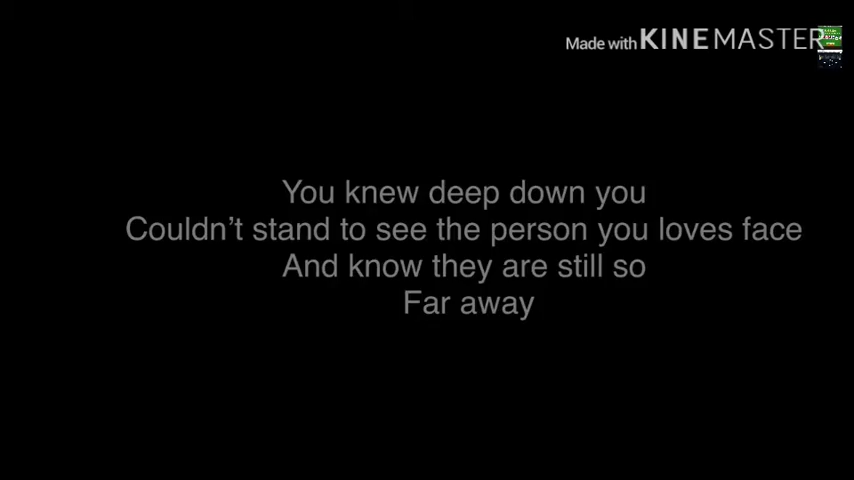 Made with KINEMASTER
You knew deep down you
Couldn't stand to see the person you loves face
And know they are still so
Far away